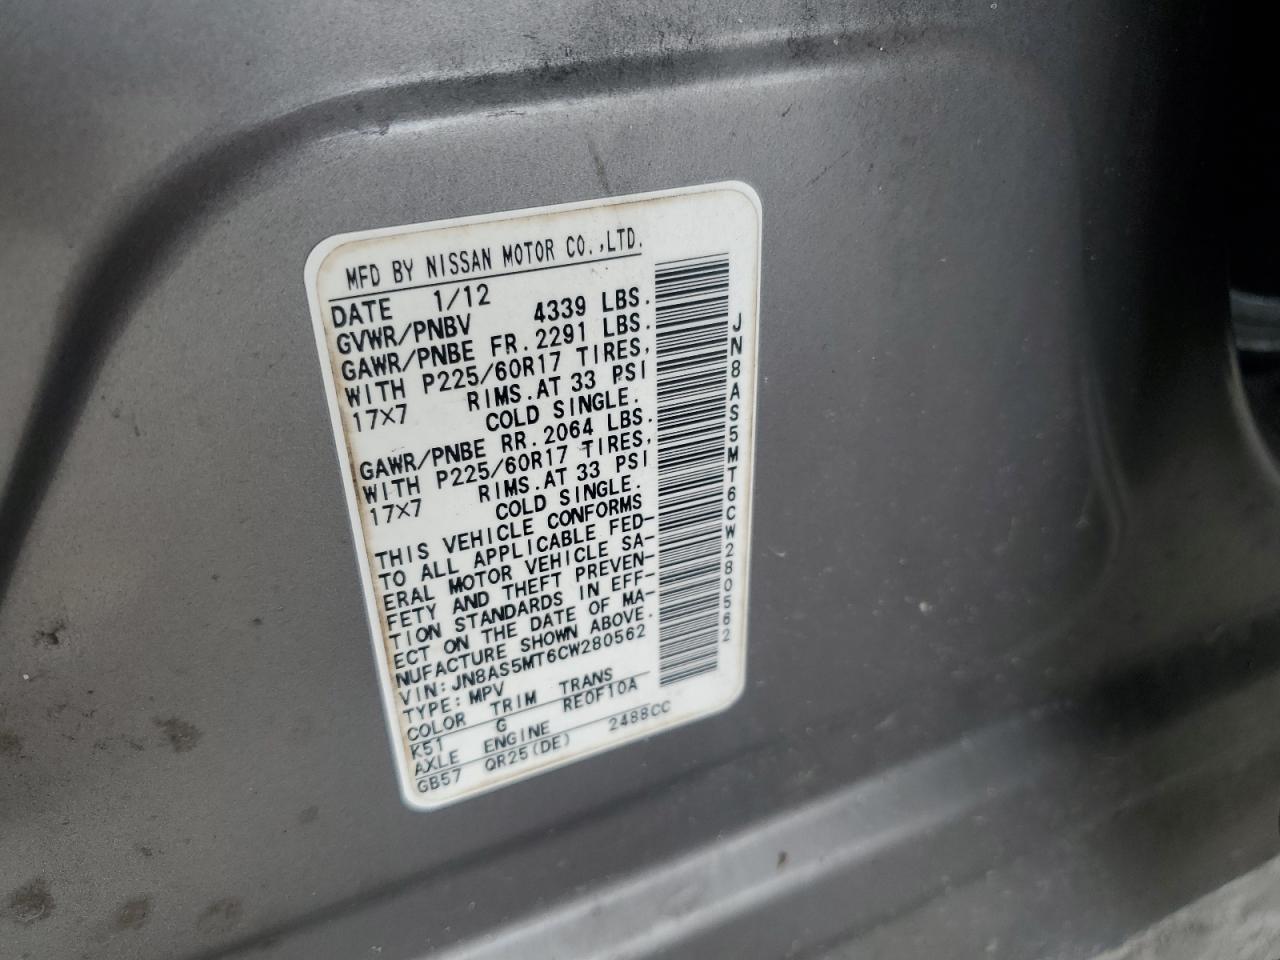 MFD BY NISSAN MOTOR CO.,LTD.
DATE 1/12
GVWR/PNBV 4339 LBS.
GAWR/PNBE FR.2291 LBS.
WITH P225/60R17 TIRES,
17X7 RIMS.AT 33 PSI
COLD SINGLE.
GAWR/PNBE RR.2064 LBS.
WITH P225/60R17 TIRES,
17X7 RIMS.AT 33 PSI
COLD SINGLE.
THIS VEHICLE CONFORMS
TO ALL APPLICABLE FED-
ERAL MOTOR VEHICLE SA-
FETY AND THEFT PREVEN-
TION STANDARDS IN EFF-
ECT ON THE DATE OF MA-
NUFACTURE SHOWN ABOVE.
VIN:JN8AS5MT6CW280562
TYPE:MPV
COLOR TRIM TRANS
K51 G RE0F10A
AXLE ENGINE
GB57 QR25(DE) 2488CC
JN8AS5MT6CW280562